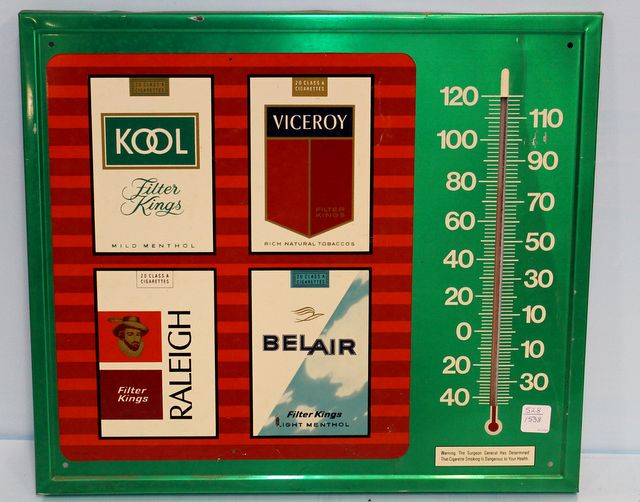 20 CLASS A
CIGARETTES
KOOL
Filter
Kings
MILD MENTHOL
20 CLASS A
CIGARETTES
VICEROY
FILTER
KINGS
RICH NATURAL TOBACCOS
20 CLASS A
CIGARETTES
Filter
Kings
RALEIGH
20 CLASS A
CIGARETTES
BELAIR
Filter Kings
LIGHT MENTHOL
120
110
100
90
80
70
60
50
40
30
20
10
0
10
20
30
40
528
1538
Warning: The Surgeon General Has Determined
That Cigarette Smoking Is Dangerous to Your Health